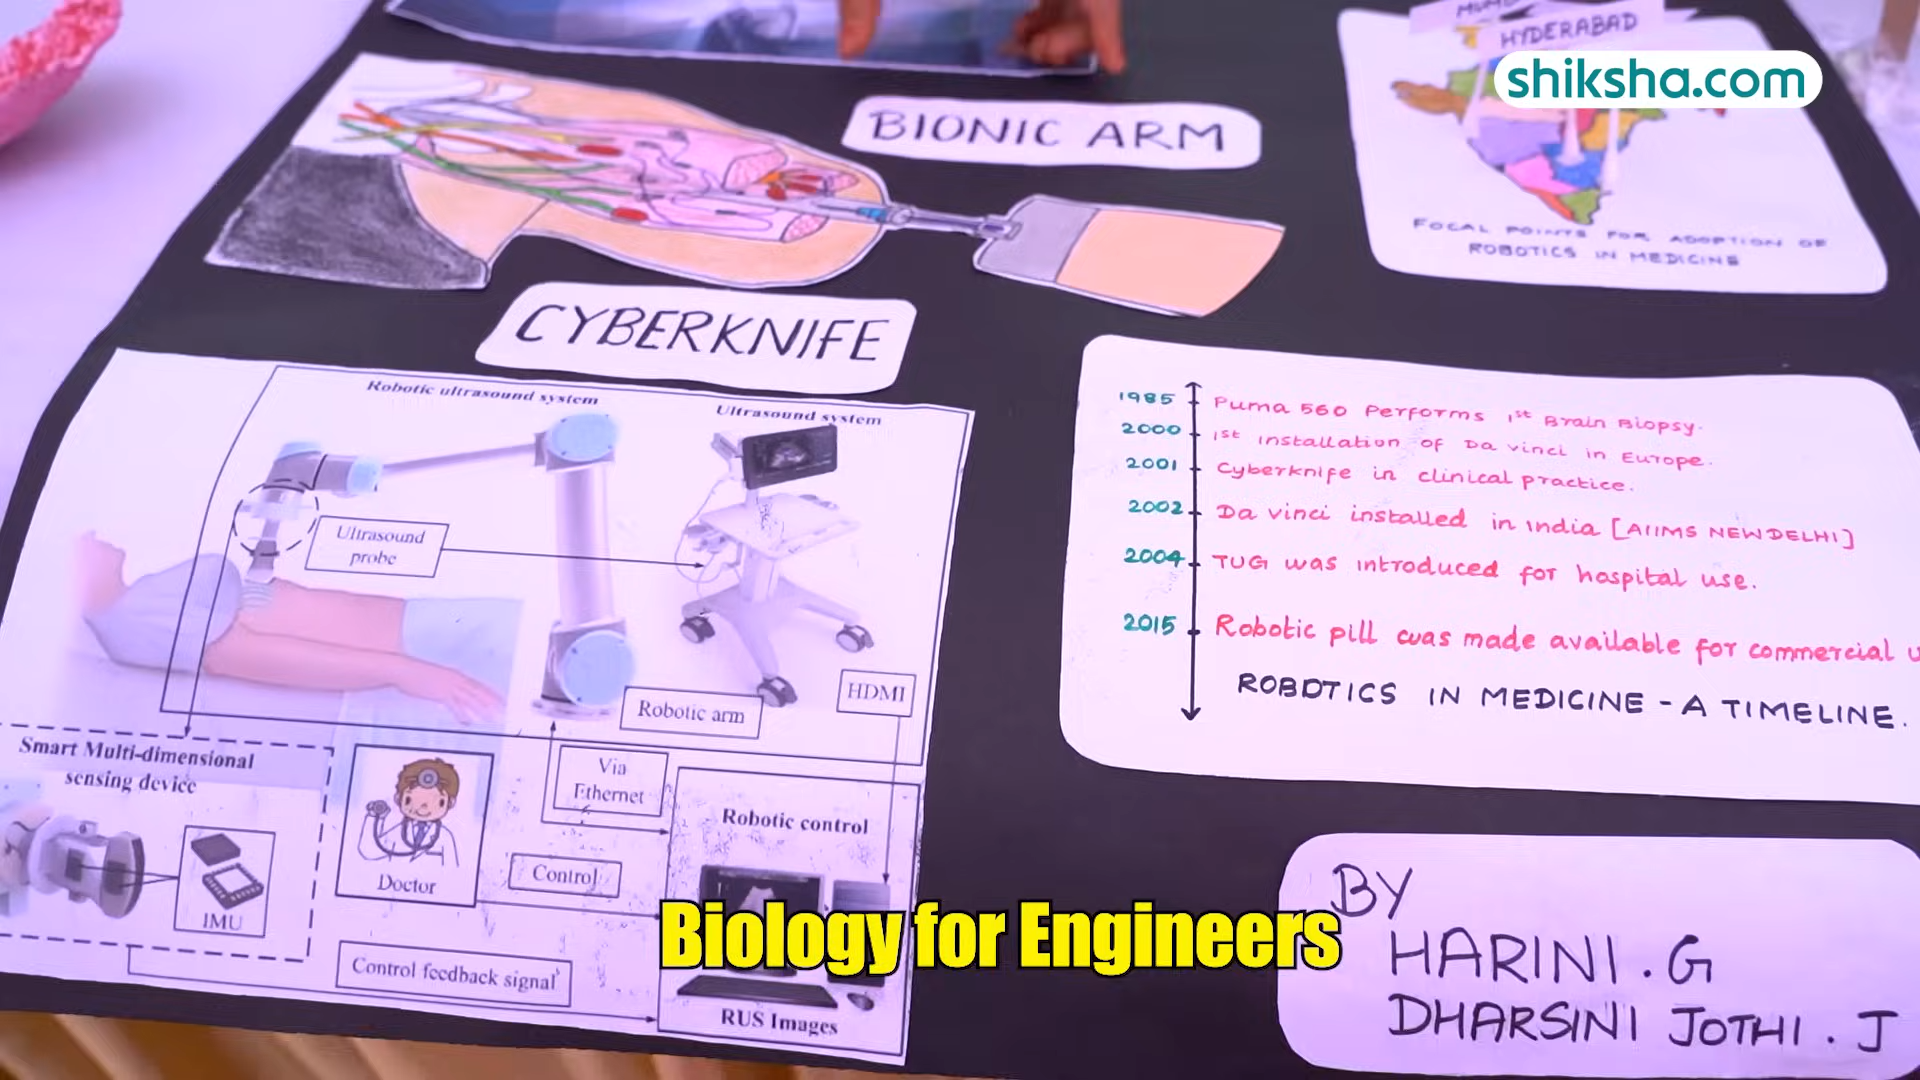 HYDERABAD
shiksha.com
BIONIC ARM
FOCAL POINTS FOR ADOPTION OF
ROBOTICS IN MEDICINE
CYBERKNIFE
Robotic ultrasound system
Ultrasound system
Ultrasound
probe
Robotic arm
HDMI
Smart Multi-dimensional
sensing device
IMU
Doctor
Via
Ethernet
Control
Robotic control
Control feedback signal
RUS Images
1985 Puma 560 Performs 1st Brain Biopsy.
2000 1st installation of Da vinci in Europe.
2001 Cyberknife in clinical practice.
2002 Da vinci installed in India [AIIMS NEW DELHI]
2004 TUG was introduced for hospital use.
2015 Robotic pill was made available for commercial
ROBOTICS IN MEDICINE - A TIMELINE.
Biology for Engineers
BY
HARINI . G
DHARSINI JOTHI . J